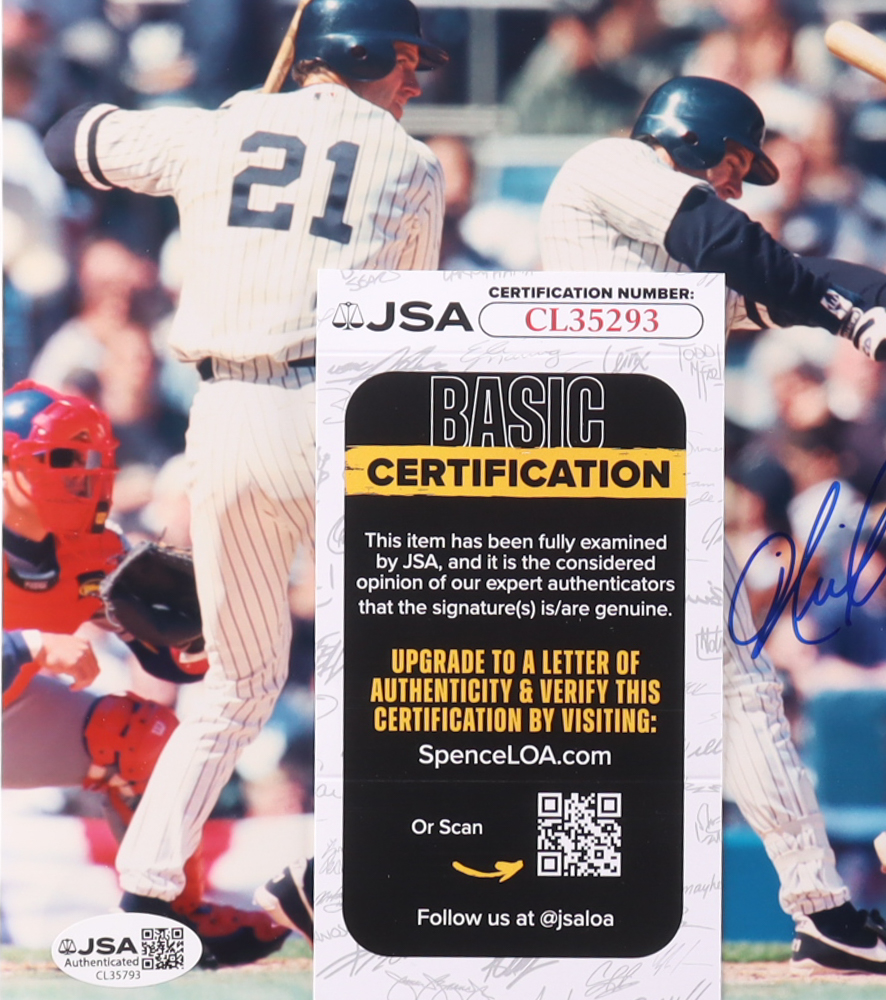 21
JSA
CERTIFICATION NUMBER:
CL35293
BASIC
CERTIFICATION
This item has been fully examined
by JSA, and it is the considered
opinion of our expert authenticators
that the signature(s) is/are genuine.
UPGRADE TO A LETTER OF
AUTHENTICITY & VERIFY THIS
CERTIFICATION BY VISITING:
SpenceLOA.com
Or Scan
Follow us at @jsaloa
JSA
Authenticated
CL35793